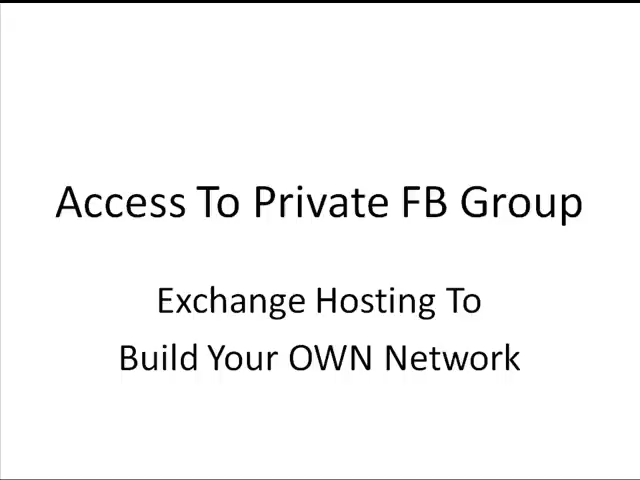 Access To Private FB Group
Exchange Hosting To
Build Your OWN Network